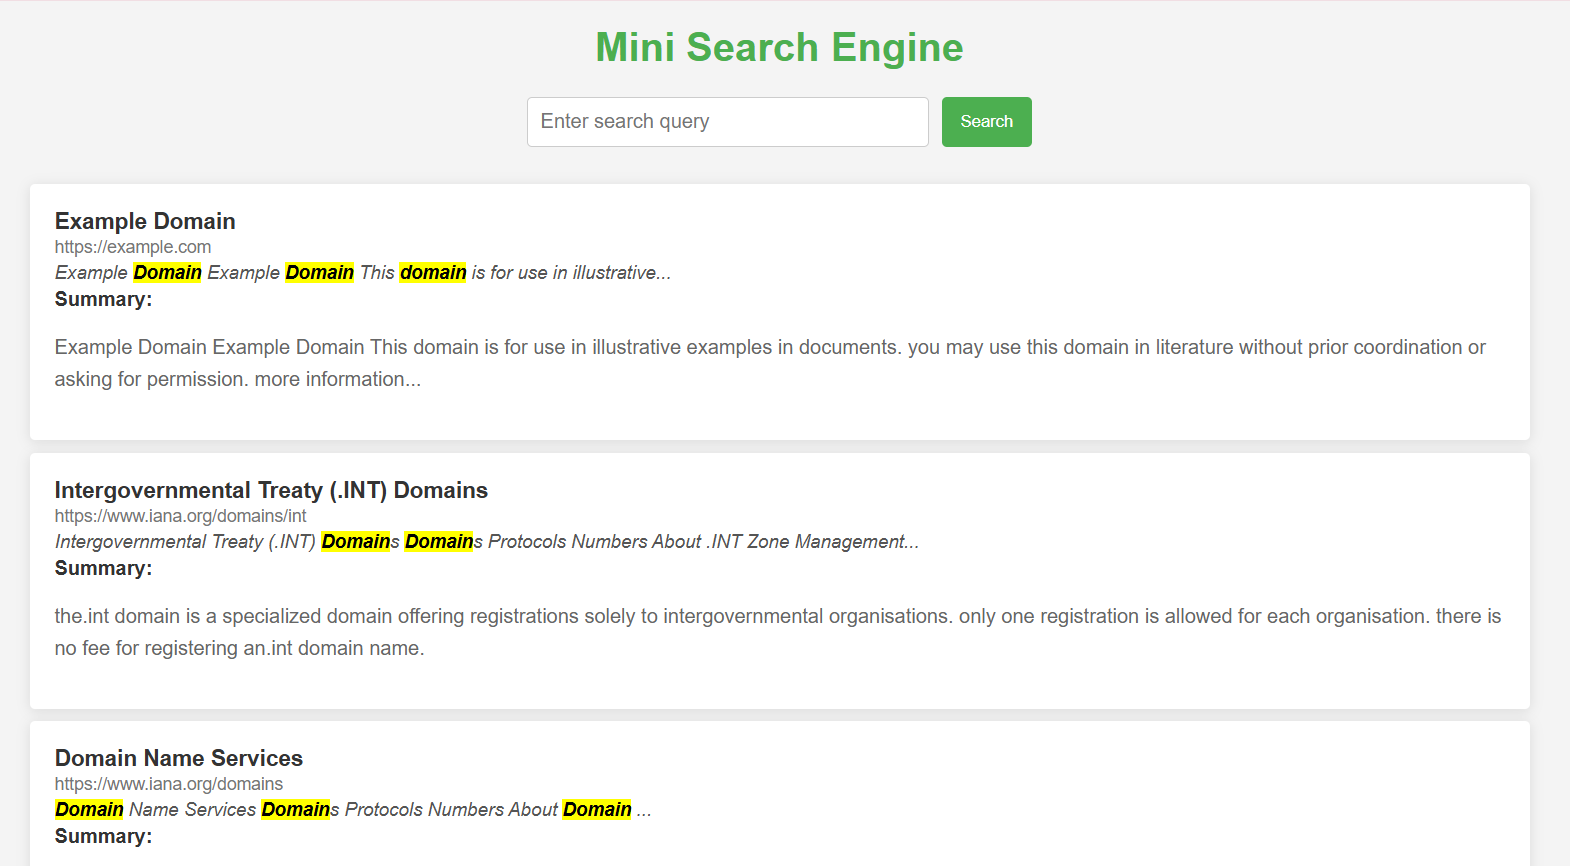 Mini Search Engine
Enter search query
Search
Example Domain
https://example.com
Example Domain Example Domain This domain is for use in illustrative...
Summary:
Example Domain Example Domain This domain is for use in illustrative examples in documents. you may use this domain in literature without prior coordination or
asking for permission. more information...
Intergovernmental Treaty (.INT) Domains
https://www.iana.org/domains/int
Intergovernmental Treaty (.INT) Domains Domains Protocols Numbers About .INT Zone Management...
Summary:
the.int domain is a specialized domain offering registrations solely to intergovernmental organisations. only one registration is allowed for each organisation. there is
no fee for registering an.int domain name.
Domain Name Services
https://www.iana.org/domains
Domain Name Services Domains Protocols Numbers About Domain ...
Summary: